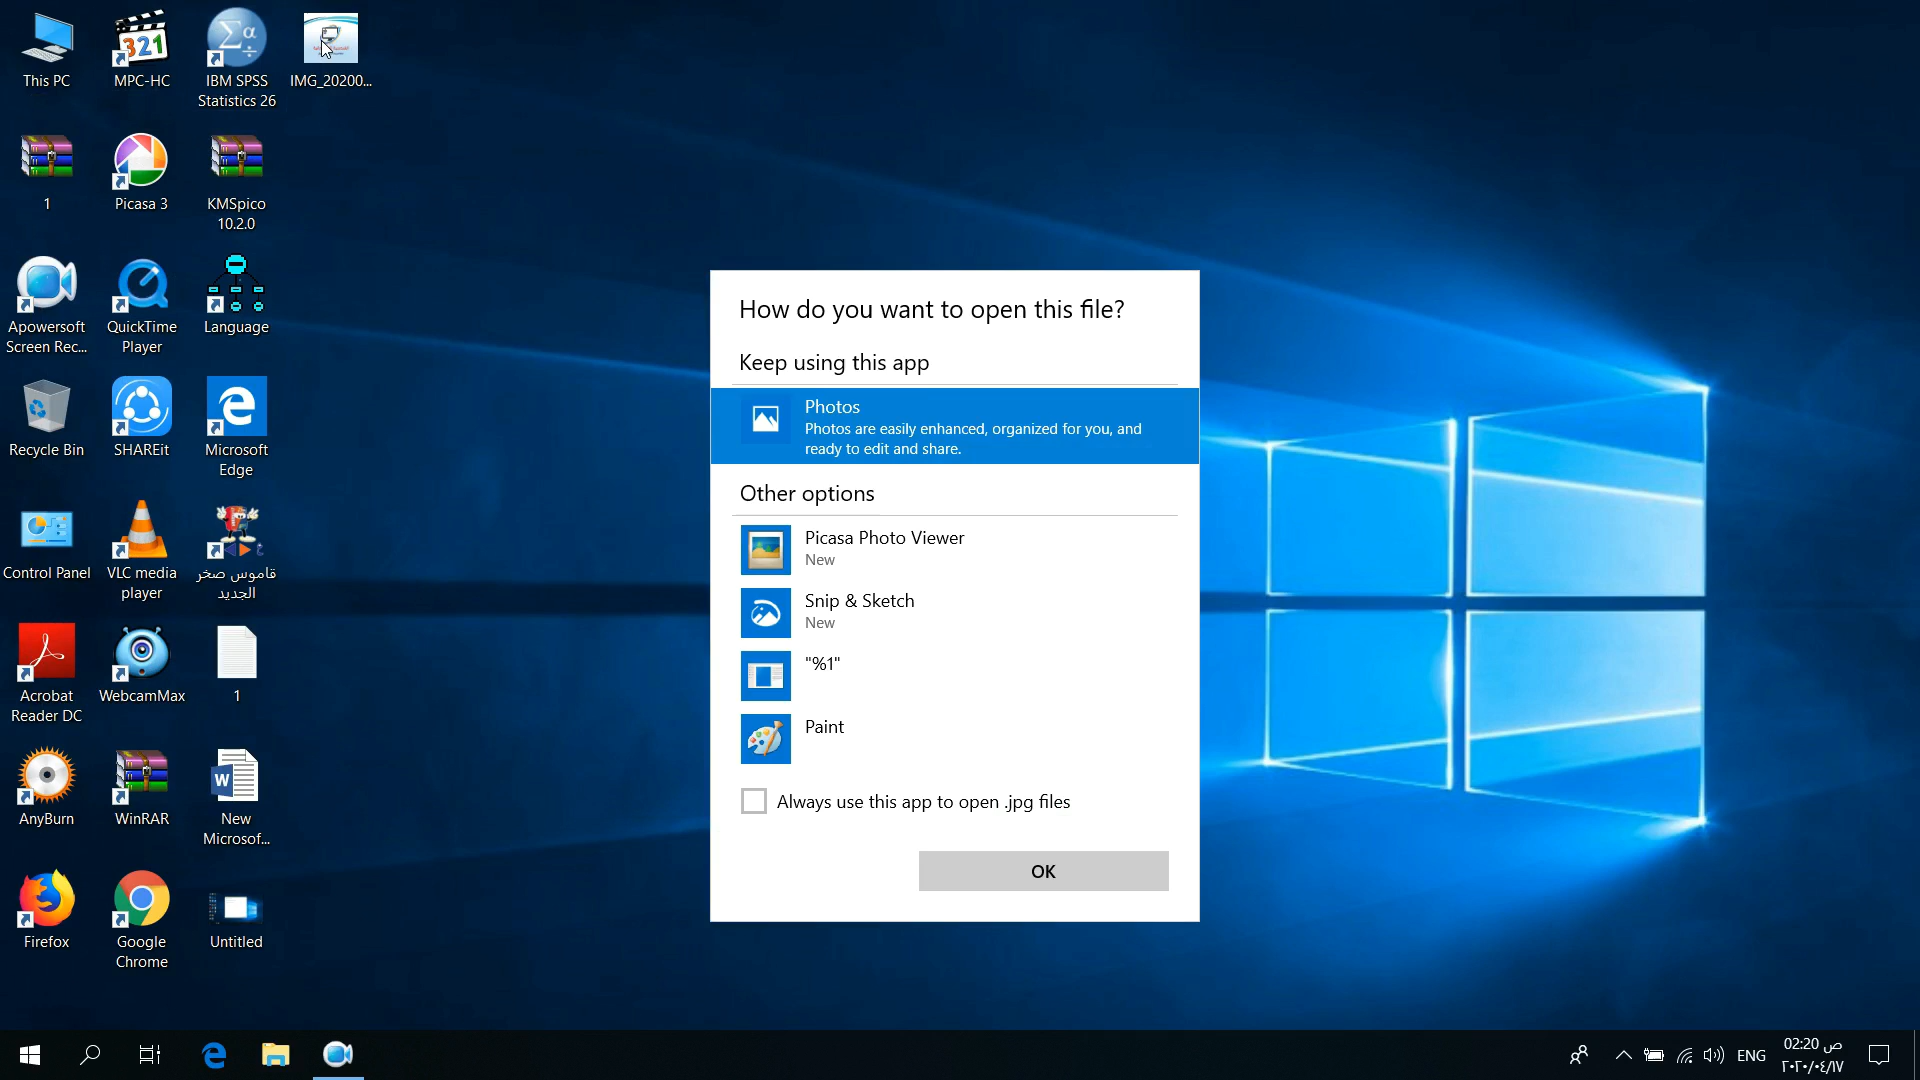 This PC
MPC-HC
IBM SPSS
Statistics 26
IMG_20200...
1
Picasa 3
KMSpico
10.2.0
Apowersoft
Screen Rec...
QuickTime
Player
Language
Recycle Bin
SHAREit
Microsoft
Edge
Control Panel
VLC media
player
قاموس صخر
الجديد
Acrobat
Reader DC
WebcamMax
1
AnyBurn
WinRAR
New
Microsof...
Firefox
Google
Chrome
Untitled
How do you want to open this file?
Keep using this app
Photos
Photos are easily enhanced, organized for you, and
ready to edit and share.
Other options
Picasa Photo Viewer
New
Snip & Sketch
New
"%1"
Paint
Always use this app to open .jpg files
OK
ENG
02:20 ص
٢٠٢٠/٠٤/١٧